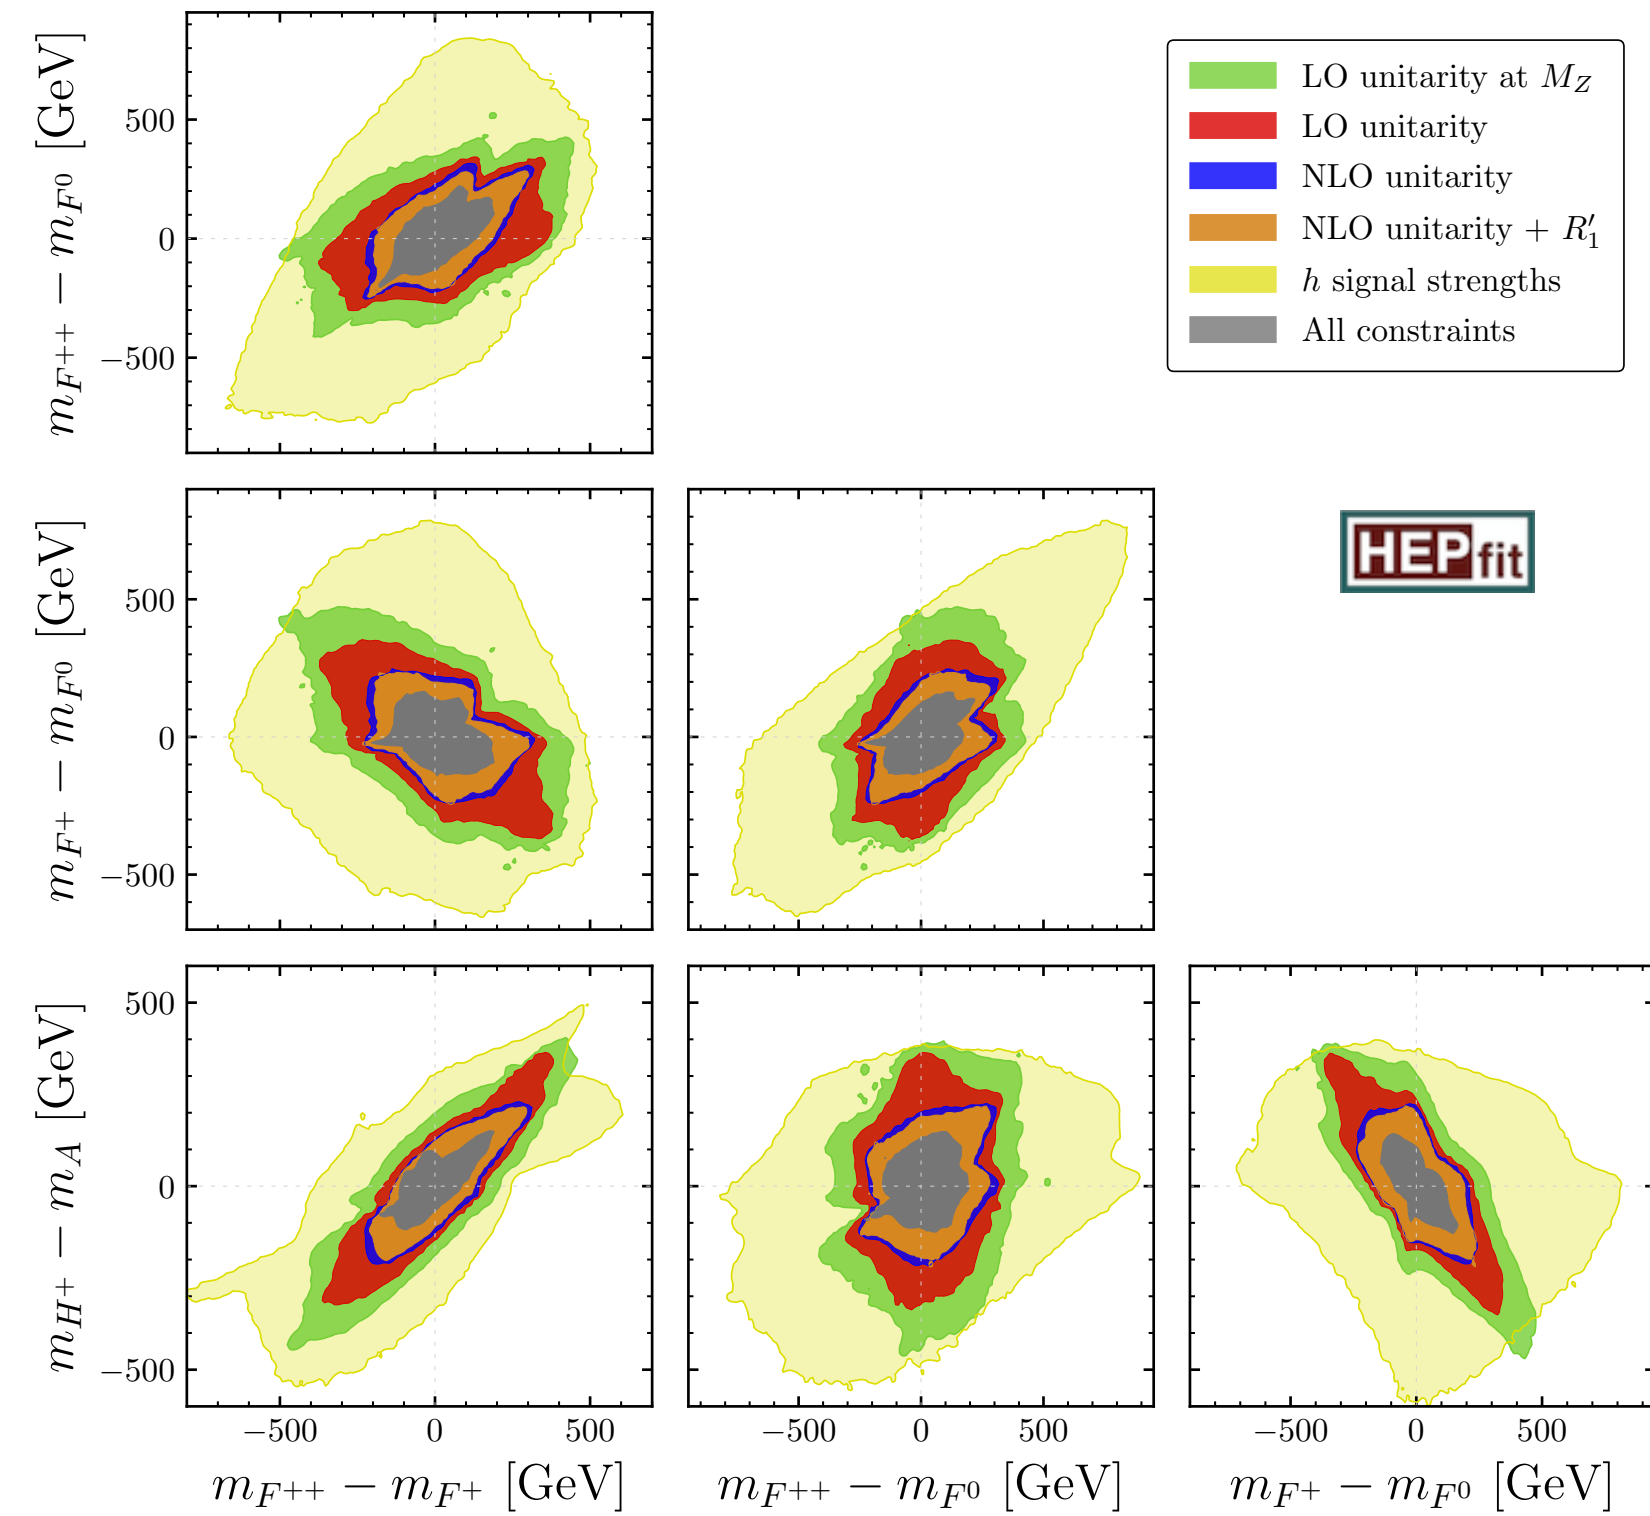 m_{F^{++}} − m_{F^0} [GeV]
500
0
−500
LO unitarity at M_Z
LO unitarity
NLO unitarity
NLO unitarity + R′_1
h signal strengths
All constraints
m_{F^+} − m_{F^0} [GeV]
500
0
−500
HEPfit
m_{H^+} − m_A [GeV]
500
0
−500
−500 0 500
−500 0 500
−500 0 500
m_{F^{++}} − m_{F^+} [GeV]
m_{F^{++}} − m_{F^0} [GeV]
m_{F^+} − m_{F^0} [GeV]